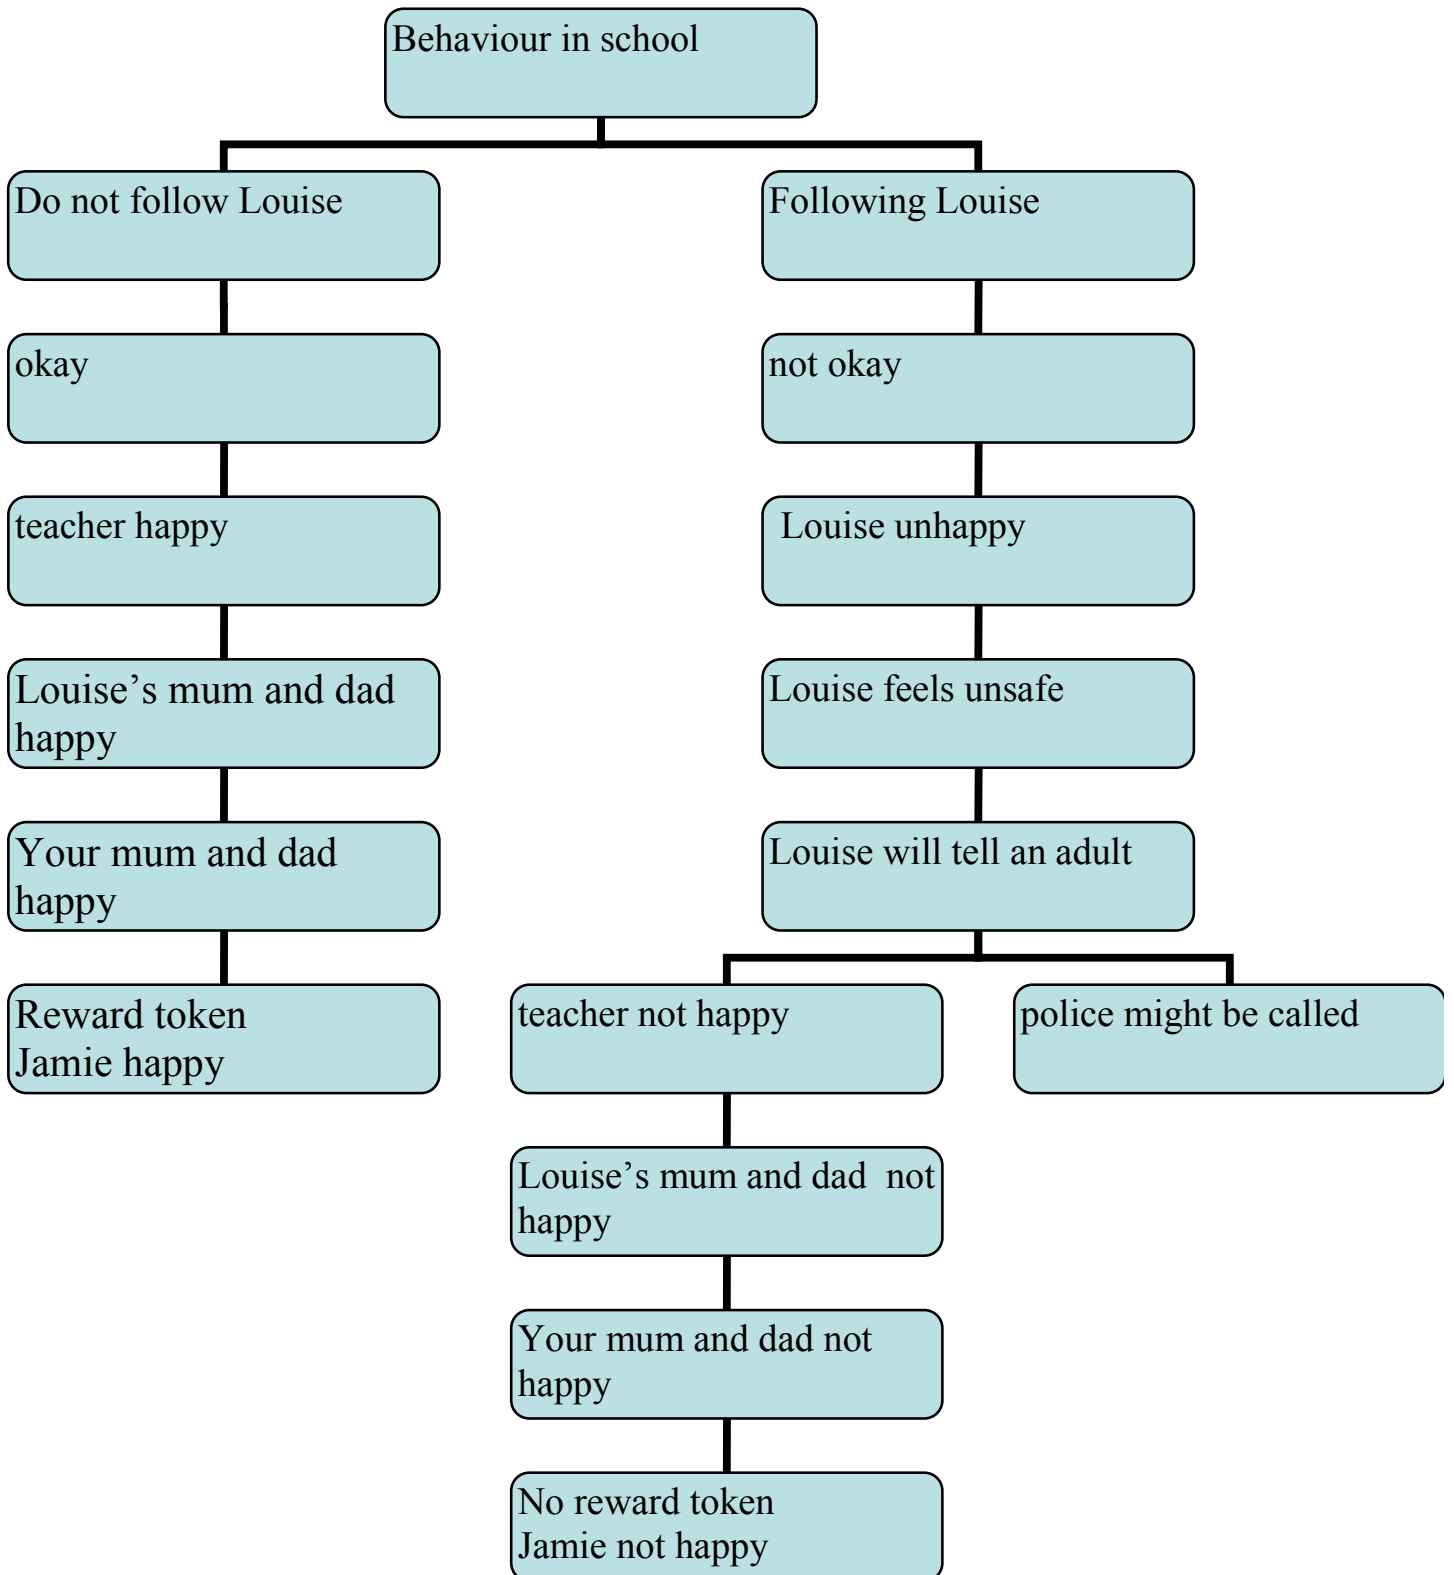 Behaviour in school
Do not follow Louise
Following Louise
okay
not okay
teacher happy
Louise unhappy
Louise’s mum and dad
happy
Louise feels unsafe
Your mum and dad
happy
Louise will tell an adult
Reward token
Jamie happy
teacher not happy
police might be called
Louise’s mum and dad  not
happy
Your mum and dad not
happy
No reward token
Jamie not happy